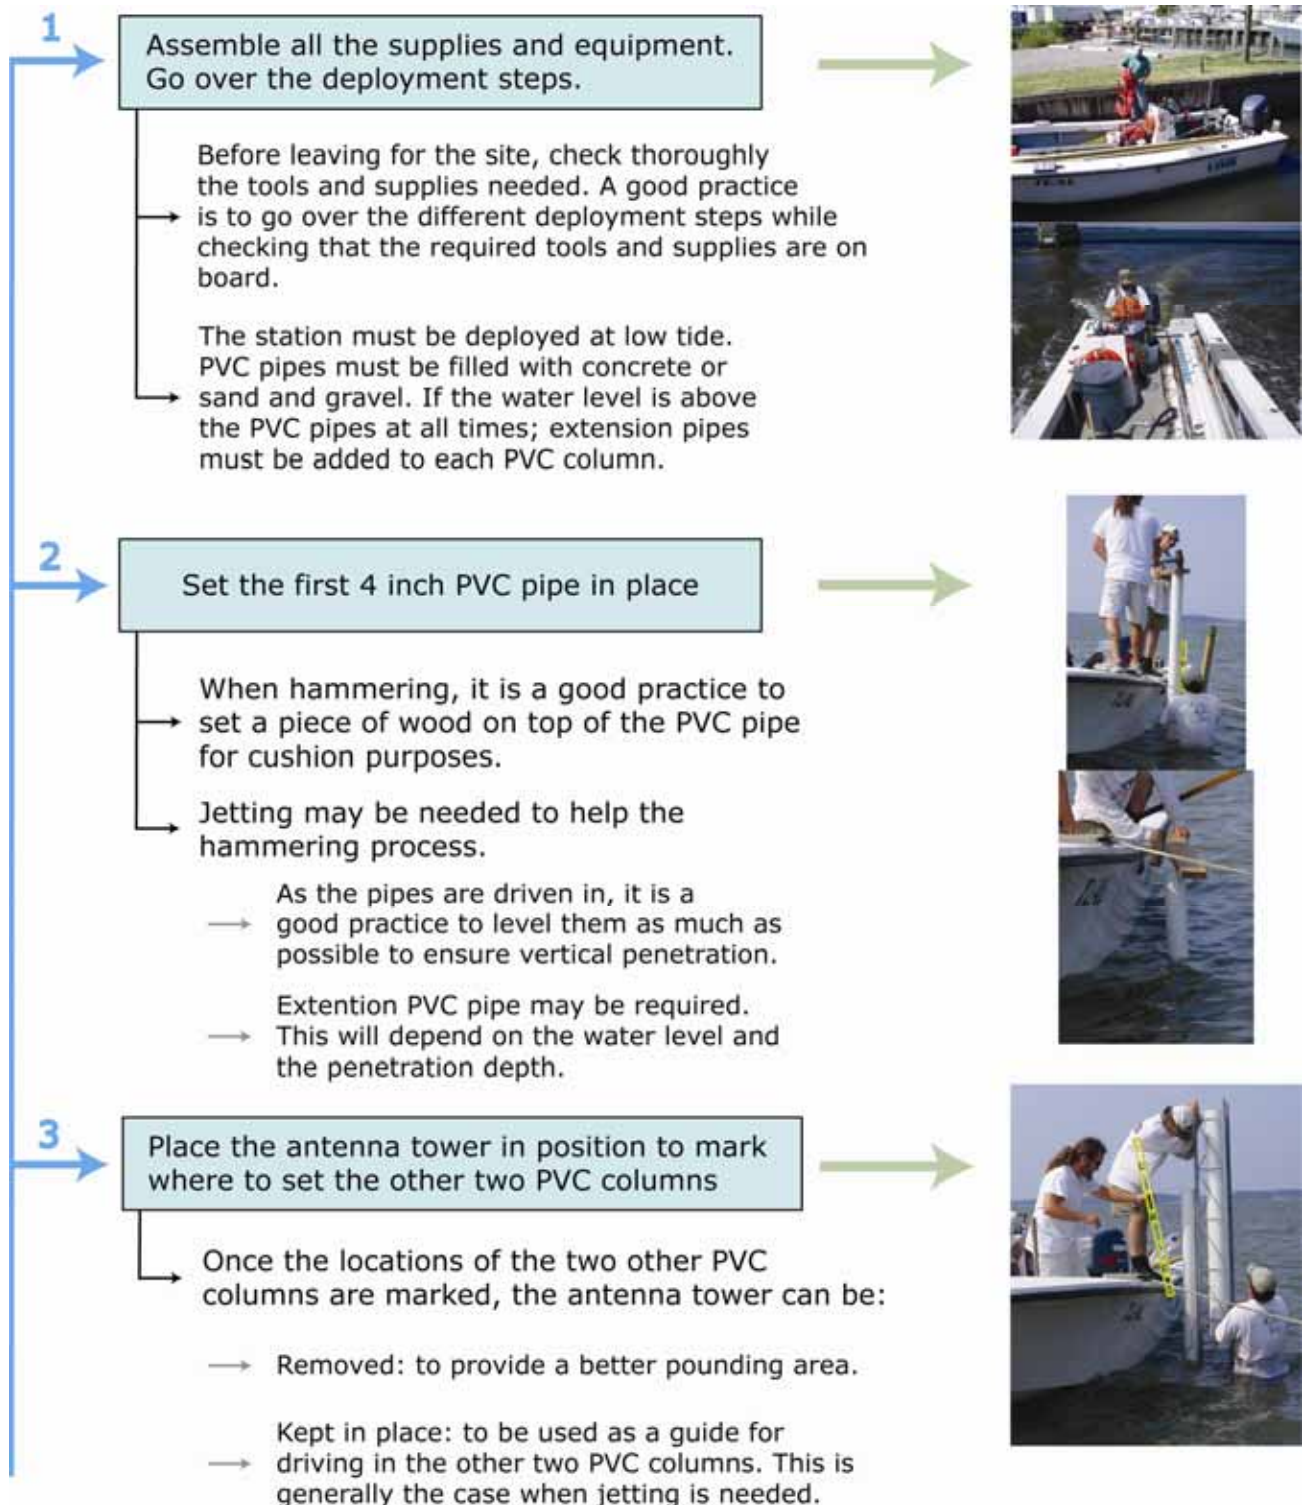 1
Assemble all the supplies and equipment.
Go over the deployment steps.
Before leaving for the site, check thoroughly
the tools and supplies needed. A good practice
is to go over the different deployment steps while
checking that the required tools and supplies are on
board.
The station must be deployed at low tide.
PVC pipes must be filled with concrete or
sand and gravel. If the water level is above
the PVC pipes at all times; extension pipes
must be added to each PVC column.
2
Set the first 4 inch PVC pipe in place
When hammering, it is a good practice to
set a piece of wood on top of the PVC pipe
for cushion purposes.
Jetting may be needed to help the
hammering process.
As the pipes are driven in, it is a
good practice to level them as much as
possible to ensure vertical penetration.
Extention PVC pipe may be required.
This will depend on the water level and
the penetration depth.
3
Place the antenna tower in position to mark
where to set the other two PVC columns
Once the locations of the two other PVC
columns are marked, the antenna tower can be:
Removed: to provide a better pounding area.
Kept in place: to be used as a guide for
driving in the other two PVC columns. This is
generally the case when jetting is needed.